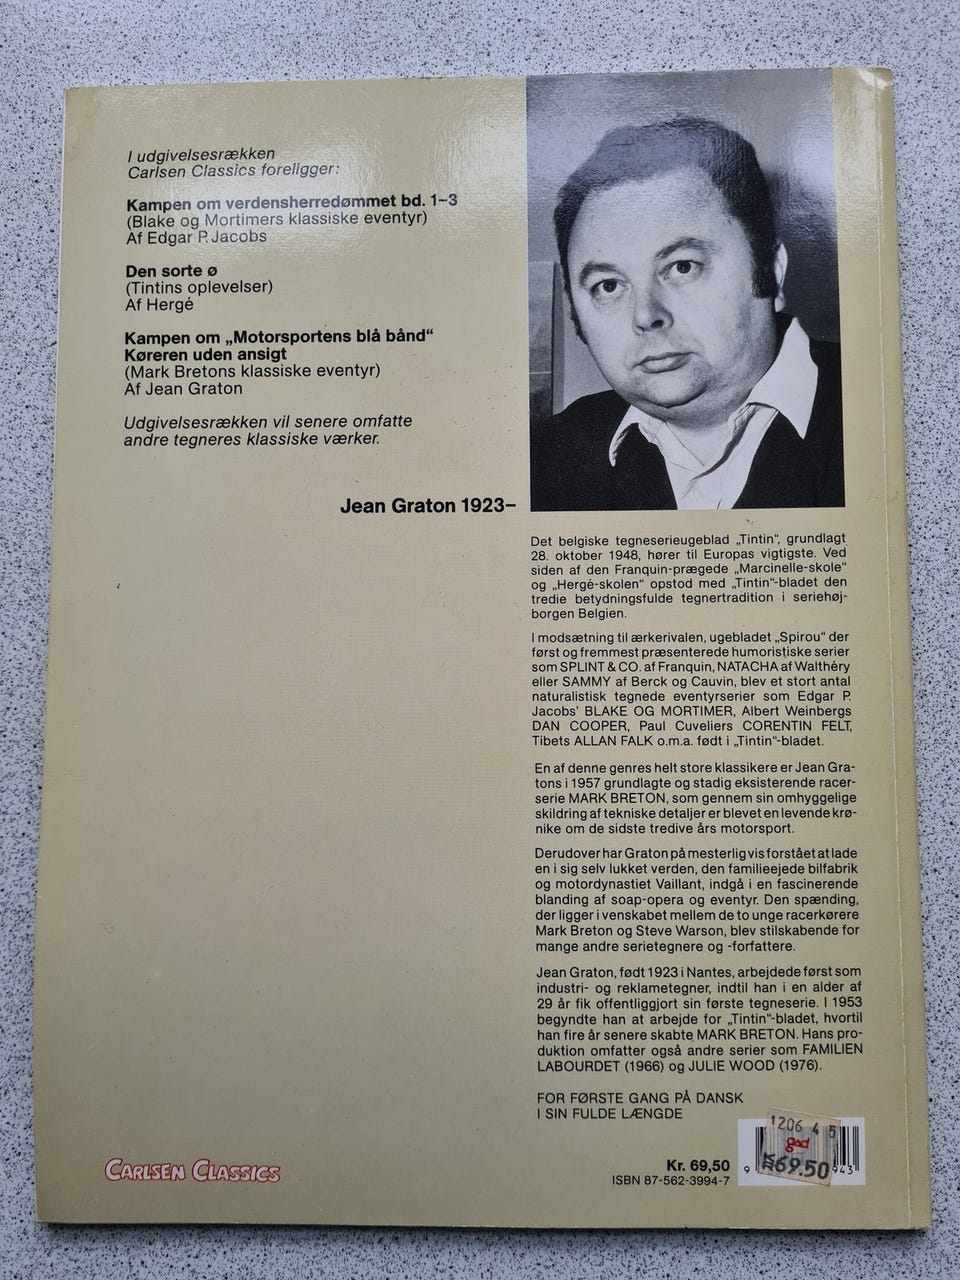 I udgivelsesrækken
Carlsen Classics foreligger:
Kampen om verdensherredømmet bd. 1–3
(Blake og Mortimers klassiske eventyr)
Af Edgar P. Jacobs
Den sorte ø
(Tintins oplevelser)
Af Hergé
Kampen om „Motorsportens blå bånd“
Køreren uden ansigt
(Mark Bretons klassiske eventyr)
Af Jean Graton
Udgivelsesrækken vil senere omfatte
andre tegneres klassiske værker.
Jean Graton 1923–
Det belgiske tegneserieugeblad „Tintin“, grundlagt
28. oktober 1948, hører til Europas vigtigste. Ved
siden af den Franquin-prægede „Marcinelle-skole“
og „Hergé-skolen“ opstod med „Tintin“-bladet den
tredie betydningsfulde tegnertradition i seriehøj-
borgen Belgien.
I modsætning til ærkerivalen, ugebladet „Spirou“ der
først og fremmest præsenterede humoristiske serier
som SPLINT & CO. af Franquin, NATACHA af Walthéry
eller SAMMY af Berck og Cauvin, blev et stort antal
naturalistisk tegnede eventyrserier som Edgar P.
Jacobs’ BLAKE OG MORTIMER, Albert Weinbergs
DAN COOPER, Paul Cuveliers CORENTIN FELT,
Tibets ALLAN FALK o.m.a. født i „Tintin“-bladet.
En af denne genres helt store klassikere er Jean Gra-
tons i 1957 grundlagte og stadig eksisterende racer-
serie MARK BRETON, som gennem sin omhyggelige
skildring af tekniske detaljer er blevet en levende krø-
nike om de sidste tredive års motorsport.
Derudover har Graton på mesterlig vis forstået at lade
en i sig selv lukket verden, den familieejede bilfabrik
og motordynastiet Vaillant, indgå i en fascinerende
blanding af soap-opera og eventyr. Den spænding,
der ligger i venskabet mellem de to unge racerkørere
Mark Breton og Steve Warson, blev stilskabende for
mange andre serietegnere og -forfattere.
Jean Graton, født 1923 i Nantes, arbejdede først som
industri- og reklametegner, indtil han i en alder af
29 år fik offentliggjort sin første tegneserie. I 1953
begyndte han at arbejde for „Tintin“-bladet, hvortil
han fire år senere skabte MARK BRETON. Hans pro-
duktion omfatter også andre serier som FAMILIEN
LABOURDET (1966) og JULIE WOOD (1976).
FOR FØRSTE GANG PÅ DANSK
I SIN FULDE LÆNGDE
CARLSEN CLASSICS
Kr. 69,50
ISBN 87-562-3994-7
1206 4 5
gad
69.50
9
943